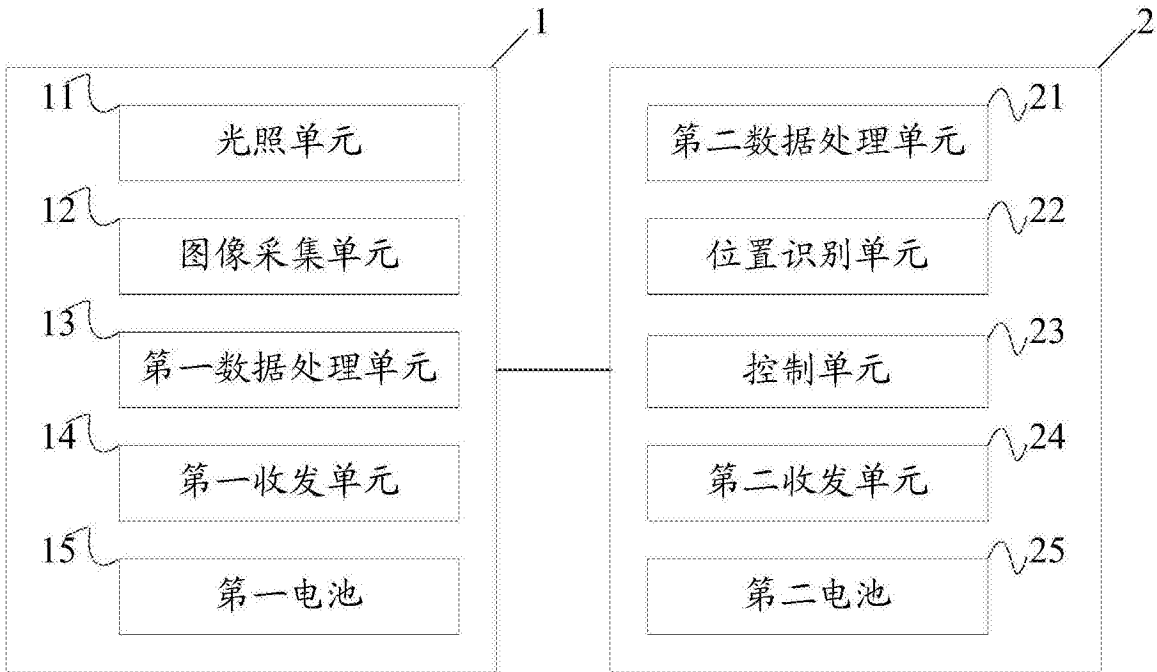 1
11
光照单元
12
图像采集单元
13
第一数据处理单元
14
第一收发单元
15
第一电池
2
21
第二数据处理单元
22
位置识别单元
23
控制单元
24
第二收发单元
25
第二电池